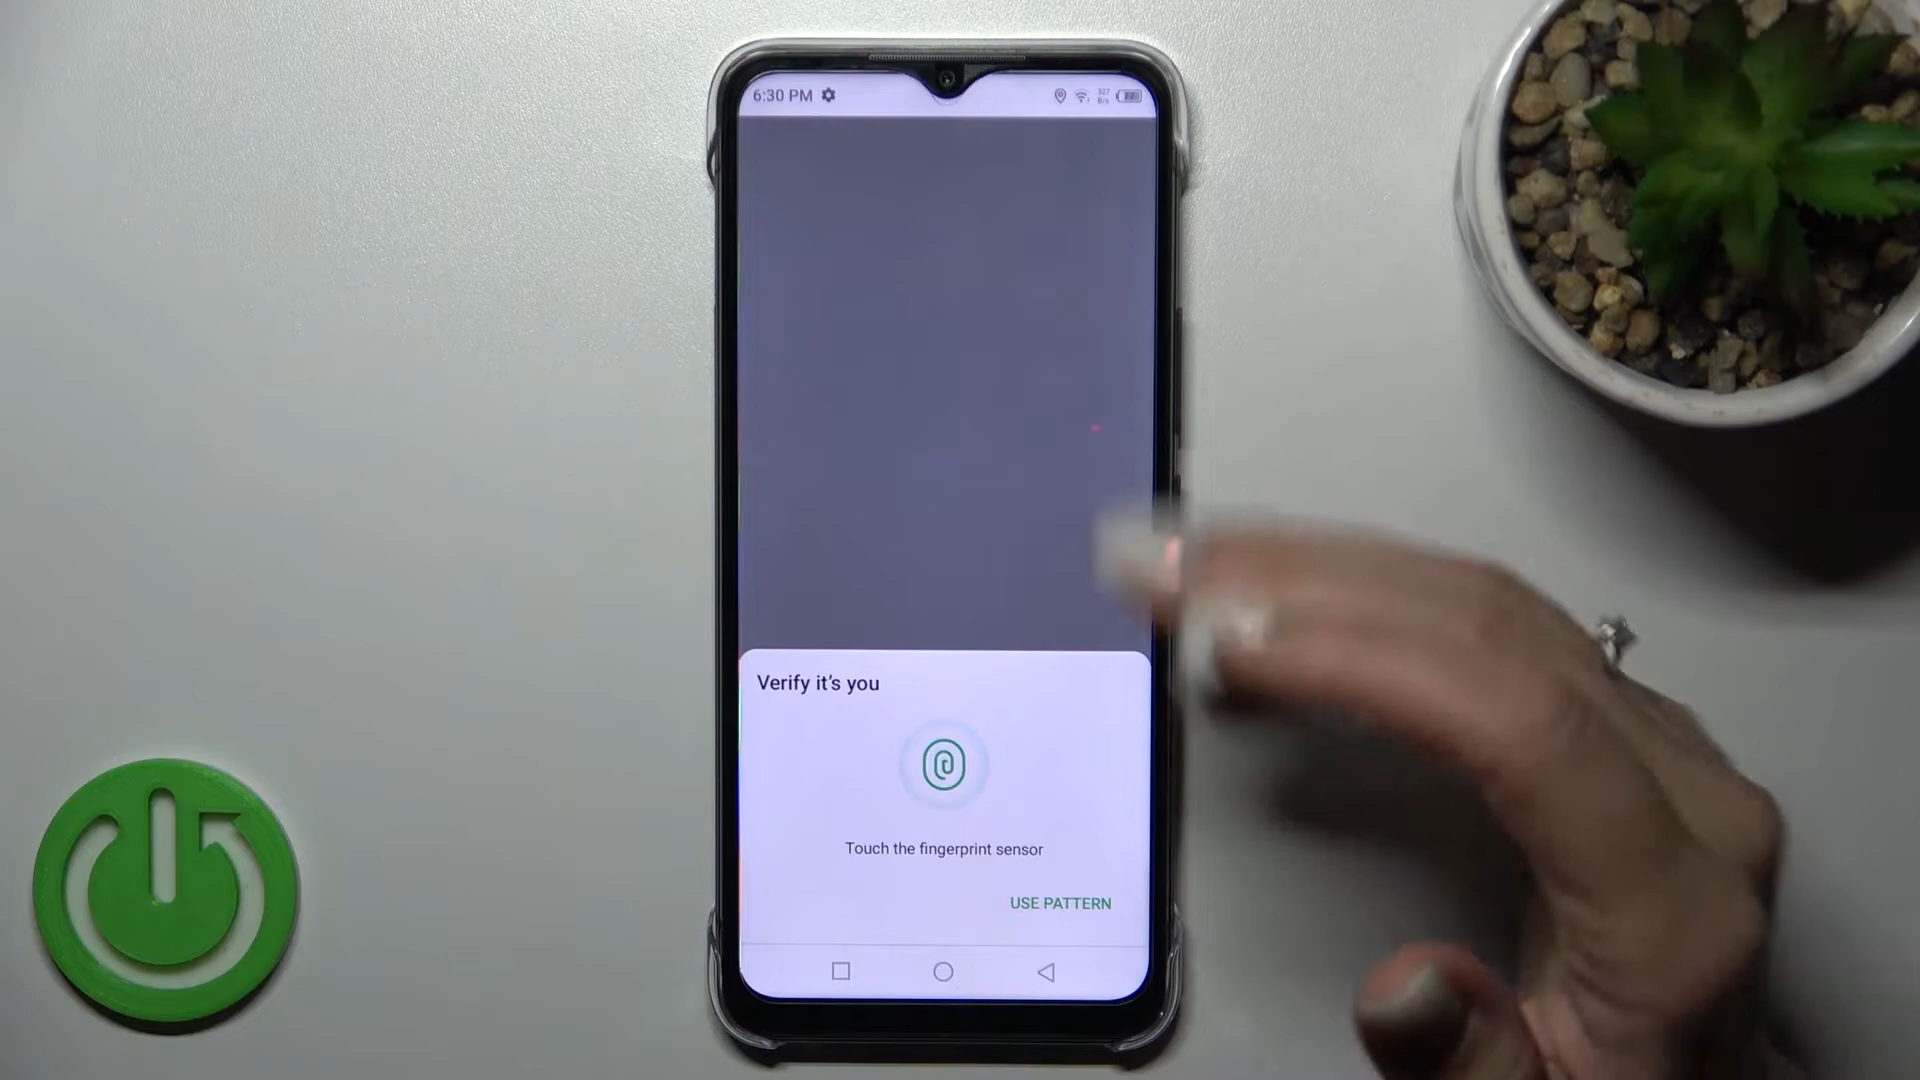 6:30 PM
Verify it's you
Touch the fingerprint sensor
USE PATTERN